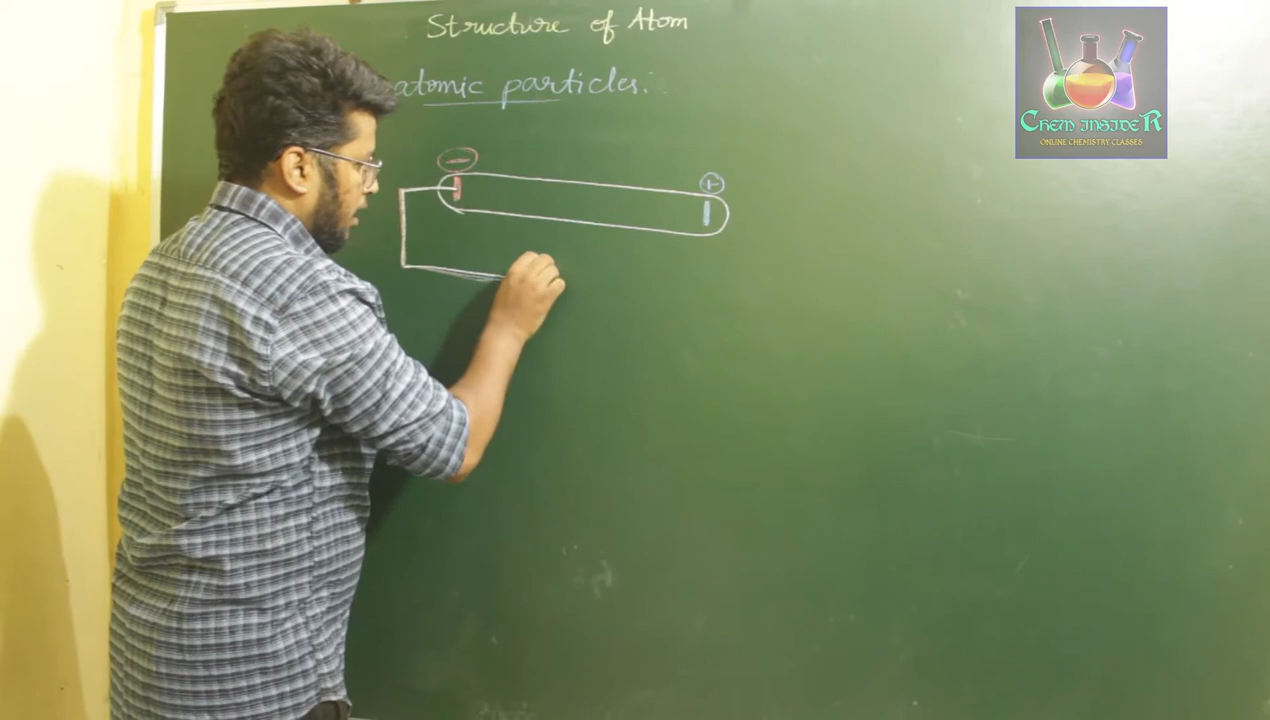 Structure of Atom
atomic particles:
−
+
CHEM INSIDER
ONLINE CHEMISTRY CLASSES